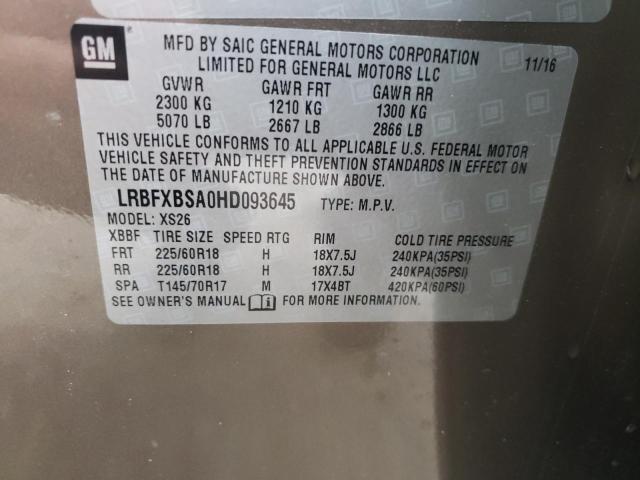 GM
MFD BY SAIC GENERAL MOTORS CORPORATION
LIMITED FOR GENERAL MOTORS LLC 11/16
GVWR GAWR FRT GAWR RR
2300 KG 1210 KG 1300 KG
5070 LB 2667 LB 2866 LB
THIS VEHICLE CONFORMS TO ALL APPLICABLE U.S. FEDERAL MOTOR
VEHICLE SAFETY AND THEFT PREVENTION STANDARDS IN EFFECT ON
THE DATE OF MANUFACTURE SHOWN ABOVE.
LRBFXBSA0HD093645 TYPE: M.P.V.
MODEL: XS26
XBBF TIRE SIZE SPEED RTG RIM COLD TIRE PRESSURE
FRT 225/60R18 H 18X7.5J 240KPA(35PSI)
RR 225/60R18 H 18X7.5J 240KPA(35PSI)
SPA T145/70R17 M 17X4BT 420KPA(60PSI)
SEE OWNER'S MANUAL FOR MORE INFORMATION